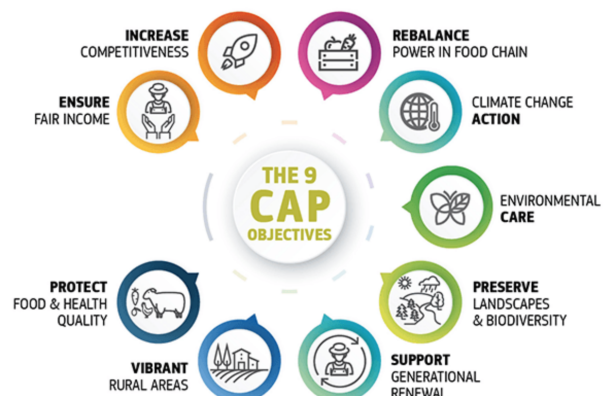 THE 9
CAP
OBJECTIVES
INCREASE
COMPETITIVENESS
REBALANCE
POWER IN FOOD CHAIN
ENSURE
FAIR INCOME
CLIMATE CHANGE
ACTION
ENVIRONMENTAL
CARE
PROTECT
FOOD & HEALTH
QUALITY
PRESERVE
LANDSCAPES
& BIODIVERSITY
VIBRANT
RURAL AREAS
SUPPORT
GENERATIONAL
RENEWAL